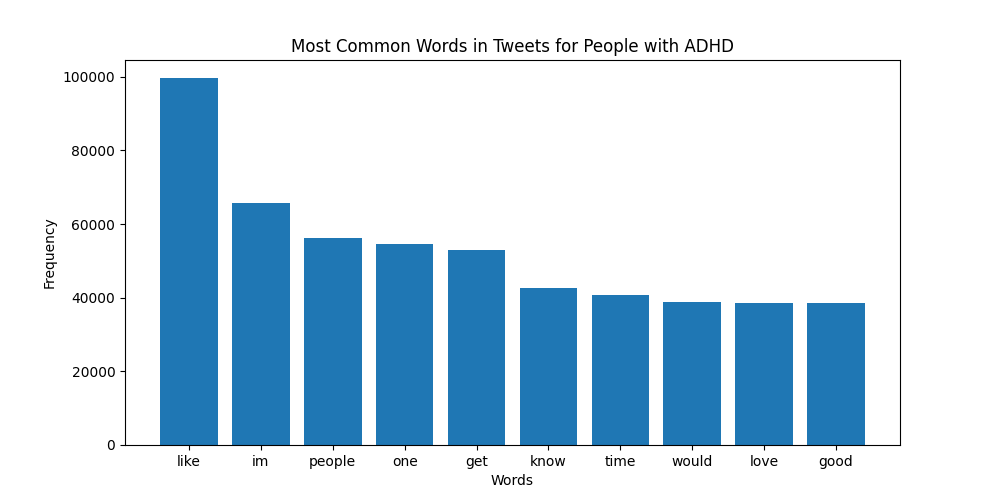 Most Common Words in Tweets for People with ADHD
100000
80000
60000
40000
20000
0
Frequency
like im people one get know time would love good
Words